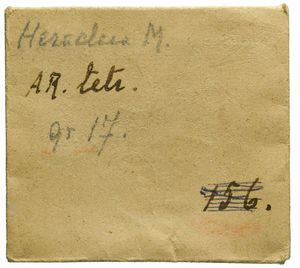 Heraclea M.
AR. tetr.
gr 17.
156.